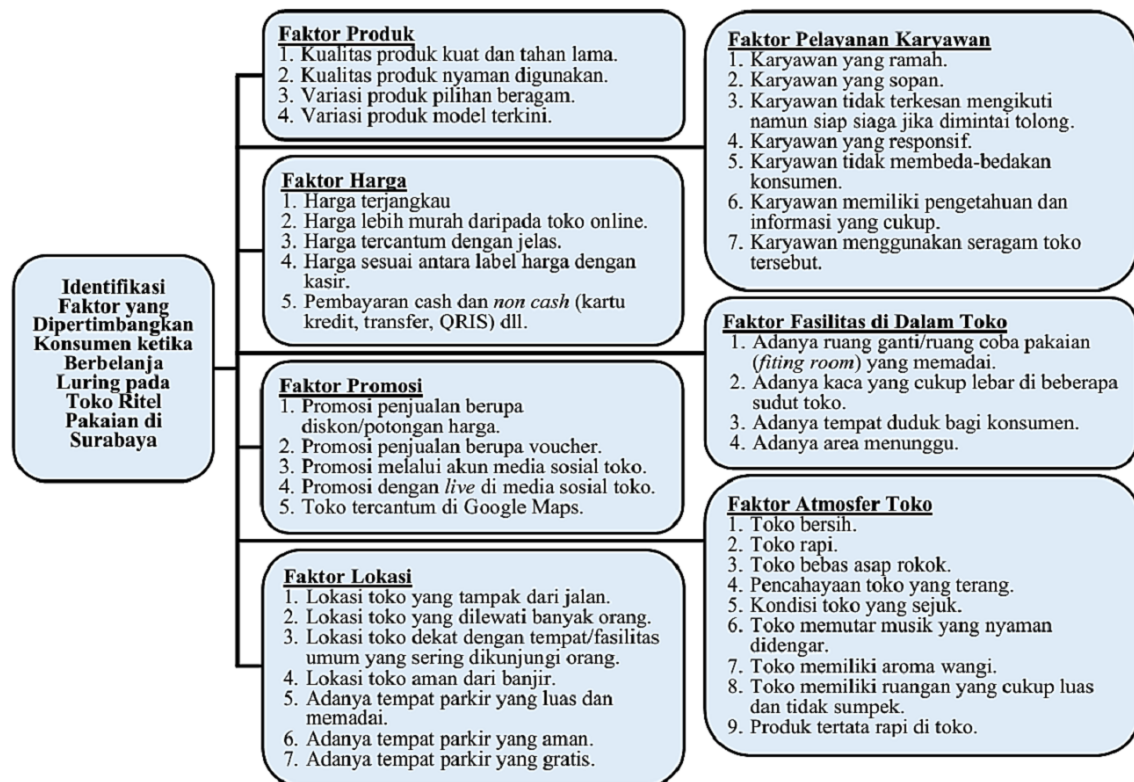 Identifikasi
Faktor yang
Dipertimbangkan
Konsumen ketika
Berbelanja
Luring pada
Toko Ritel
Pakaian di
Surabaya
Faktor Produk
1. Kualitas produk kuat dan tahan lama.
2. Kualitas produk nyaman digunakan.
3. Variasi produk pilihan beragam.
4. Variasi produk model terkini.
Faktor Harga
1. Harga terjangkau
2. Harga lebih murah daripada toko online.
3. Harga tercantum dengan jelas.
4. Harga sesuai antara label harga dengan
kasir.
5. Pembayaran cash dan non cash (kartu
kredit, transfer, QRIS) dll.
Faktor Promosi
1. Promosi penjualan berupa
diskon/potongan harga.
2. Promosi penjualan berupa voucher.
3. Promosi melalui akun media sosial toko.
4. Promosi dengan live di media sosial toko.
5. Toko tercantum di Google Maps.
Faktor Lokasi
1. Lokasi toko yang tampak dari jalan.
2. Lokasi toko yang dilewati banyak orang.
3. Lokasi toko dekat dengan tempat/fasilitas
umum yang sering dikunjungi orang.
4. Lokasi toko aman dari banjir.
5. Adanya tempat parkir yang luas dan
memadai.
6. Adanya tempat parkir yang aman.
7. Adanya tempat parkir yang gratis.
Faktor Pelayanan Karyawan
1. Karyawan yang ramah.
2. Karyawan yang sopan.
3. Karyawan tidak terkesan mengikuti
namun siap siaga jika dimintai tolong.
4. Karyawan yang responsif.
5. Karyawan tidak membeda-bedakan
konsumen.
6. Karyawan memiliki pengetahuan dan
informasi yang cukup.
7. Karyawan menggunakan seragam toko
tersebut.
Faktor Fasilitas di Dalam Toko
1. Adanya ruang ganti/ruang coba pakaian
(fiting room) yang memadai.
2. Adanya kaca yang cukup lebar di beberapa
sudut toko.
3. Adanya tempat duduk bagi konsumen.
4. Adanya area menunggu.
Faktor Atmosfer Toko
1. Toko bersih.
2. Toko rapi.
3. Toko bebas asap rokok.
4. Pencahayaan toko yang terang.
5. Kondisi toko yang sejuk.
6. Toko memutar musik yang nyaman
didengar.
7. Toko memiliki aroma wangi.
8. Toko memiliki ruangan yang cukup luas
dan tidak sumpek.
9. Produk tertata rapi di toko.